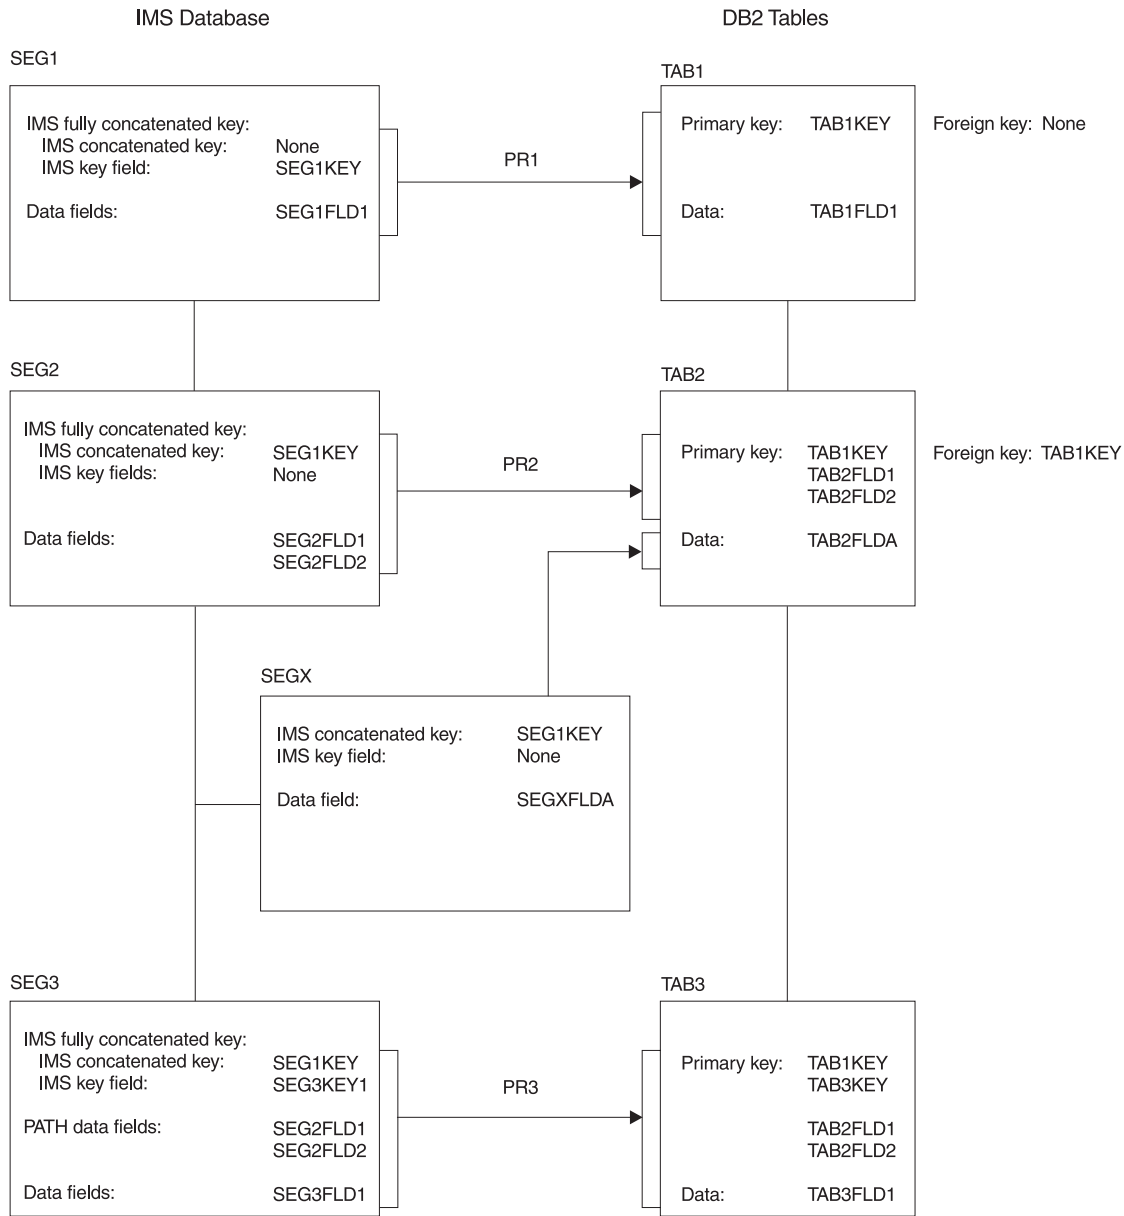 IMS Database
DB2 Tables
SEG1
IMS fully concatenated key:
IMS concatenated key: None
IMS key field: SEG1KEY
Data fields: SEG1FLD1
PR1
TAB1
Primary key: TAB1KEY
Foreign key: None
Data: TAB1FLD1
SEG2
IMS fully concatenated key:
IMS concatenated key: SEG1KEY
IMS key fields: None
Data fields: SEG2FLD1
SEG2FLD2
PR2
TAB2
Primary key: TAB1KEY
TAB2FLD1
TAB2FLD2
Foreign key: TAB1KEY
Data: TAB2FLDA
SEGX
IMS concatenated key: SEG1KEY
IMS key field: None
Data field: SEGXFLDA
SEG3
IMS fully concatenated key:
IMS concatenated key: SEG1KEY
IMS key field: SEG3KEY1
PATH data fields: SEG2FLD1
SEG2FLD2
Data fields: SEG3FLD1
PR3
TAB3
Primary key: TAB1KEY
TAB3KEY
TAB2FLD1
TAB2FLD2
Data: TAB3FLD1